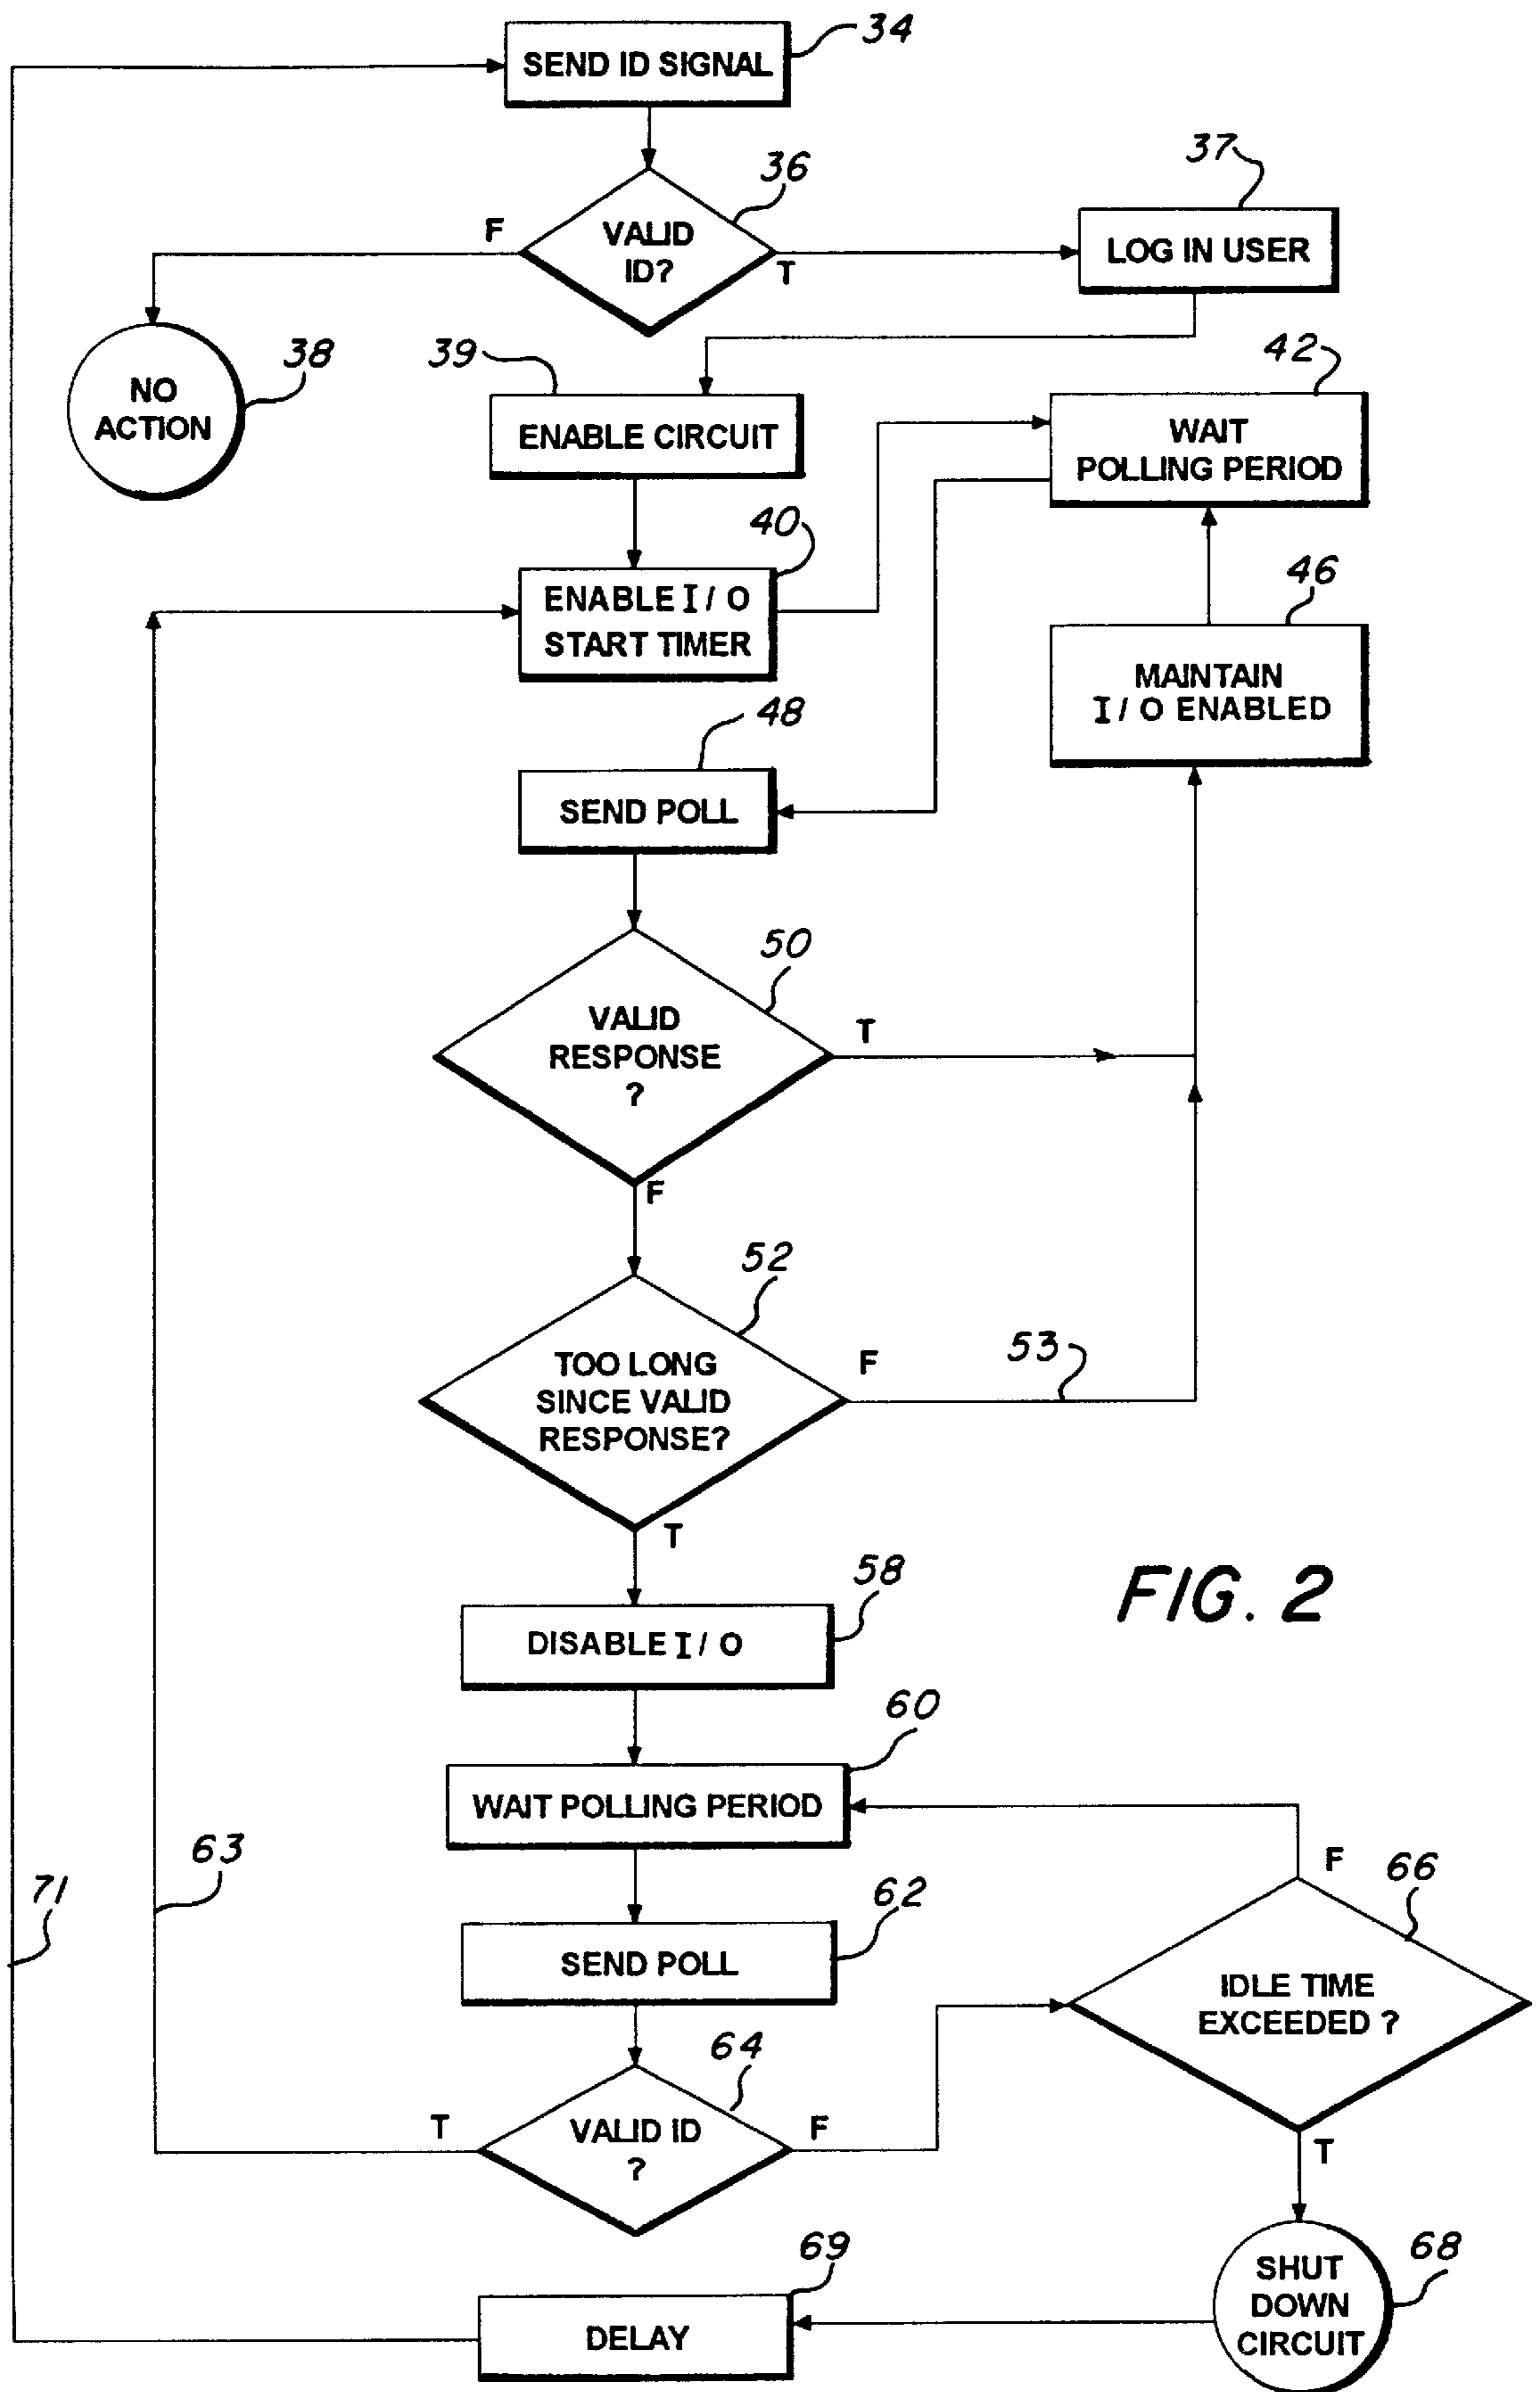 34
SEND ID SIGNAL
37
36
F
VALID
ID?
T
LOG IN USER
38
NO
ACTION
39
42
ENABLE CIRCUIT
WAIT
POLLING PERIOD
40
46
ENABLE I/O
START TIMER
MAINTAIN
I/O ENABLED
48
SEND POLL
50
VALID
RESPONSE
?
T
F
52
TOO LONG
SINCE VALID
RESPONSE?
F
53
T
58
DISABLE I/O
FIG. 2
60
WAIT POLLING PERIOD
63
F
66
71
62
SEND POLL
IDLE TIME
EXCEEDED ?
64
T
VALID ID
?
F
T
69
68
SHUT
DOWN
CIRCUIT
DELAY